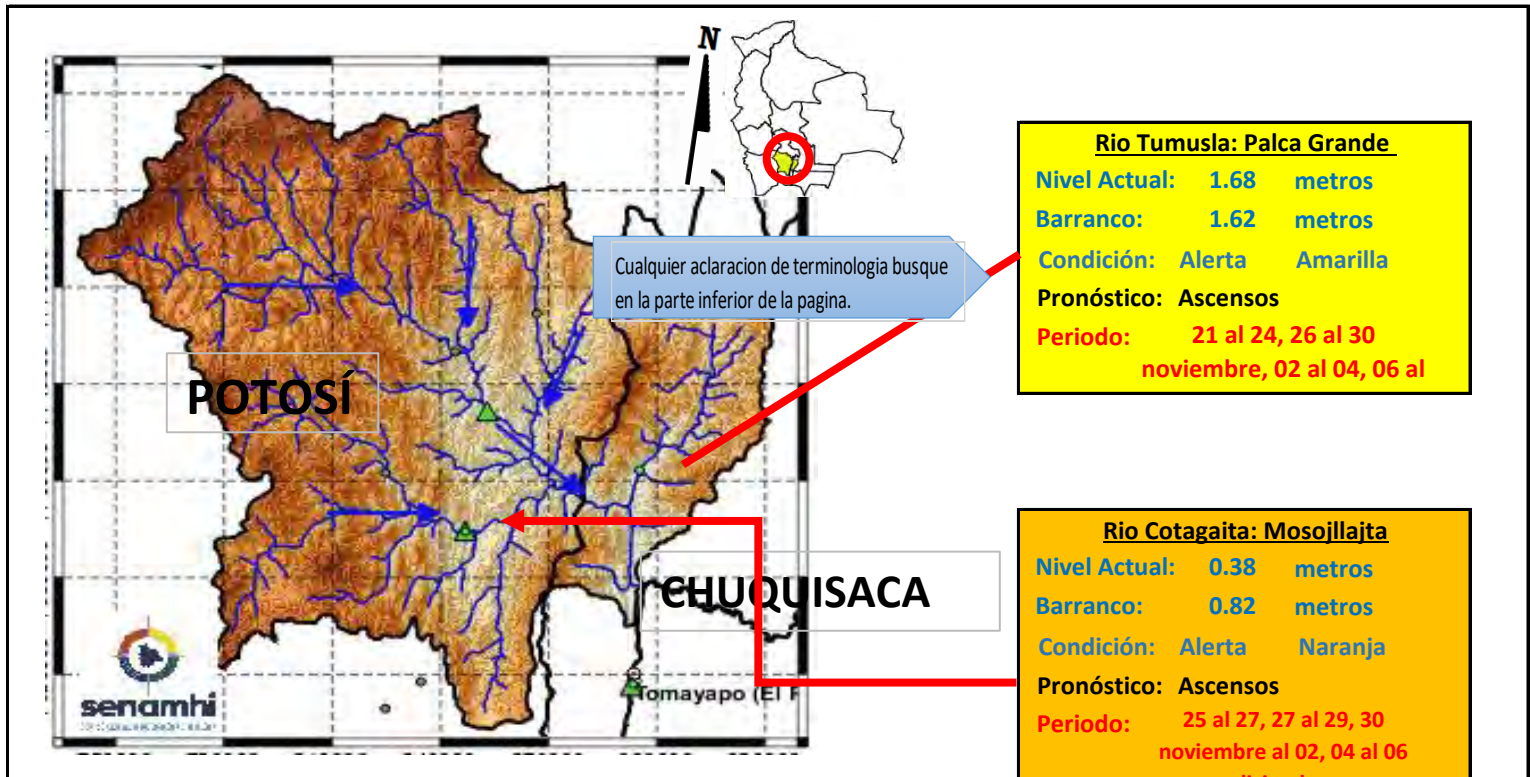 N
Cualquier aclaracion de terminologia busque
en la parte inferior de la pagina.
POTOSÍ
CHUQUISACA
Tomayapo (El
senamhi
Rio Tumusla: Palca Grande
Nivel Actual: 1.68 metros
Barranco: 1.62 metros
Condición: Alerta Amarilla
Pronóstico: Ascensos
Periodo: 21 al 24, 26 al 30
noviembre, 02 al 04, 06 al
Rio Cotagaita: Mosojllajta
Nivel Actual: 0.38 metros
Barranco: 0.82 metros
Condición: Alerta Naranja
Pronóstico: Ascensos
Periodo: 25 al 27, 27 al 29, 30
noviembre al 02, 04 al 06